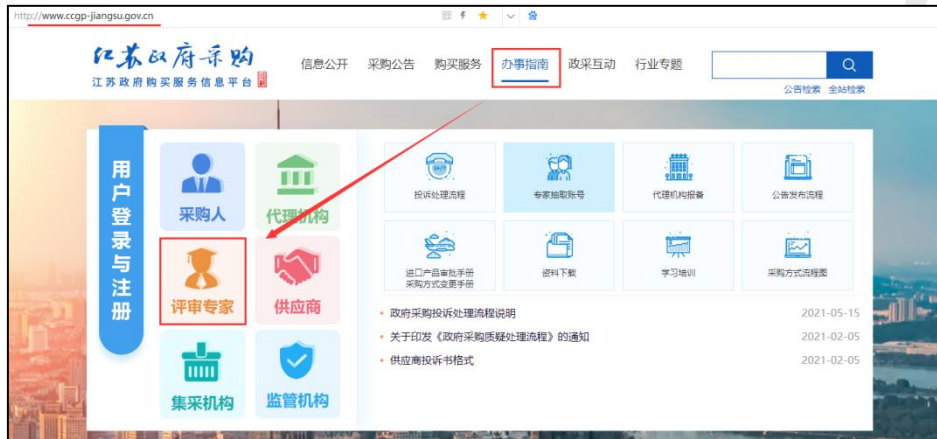 http://www.ccgp-jiangsu.gov.cn
江苏政府采购
江苏政府购买服务信息平台
信息公开 采购公告 购买服务 办事指南 政采互动 行业专题
公告检索 全站检索
用户登录与注册
采购人 代理机构
评审专家 供应商
集采机构 监管机构
投诉处理流程 专家抽取账号 代理机构报备 公告发布流程
进口产品审批手册
采购方式变更手册
资料下载 学习培训 采购方式流程图
政府采购投诉处理流程说明 2021-05-15
关于印发《政府采购质疑处理流程》的通知 2021-02-05
供应商投诉书格式 2021-02-05